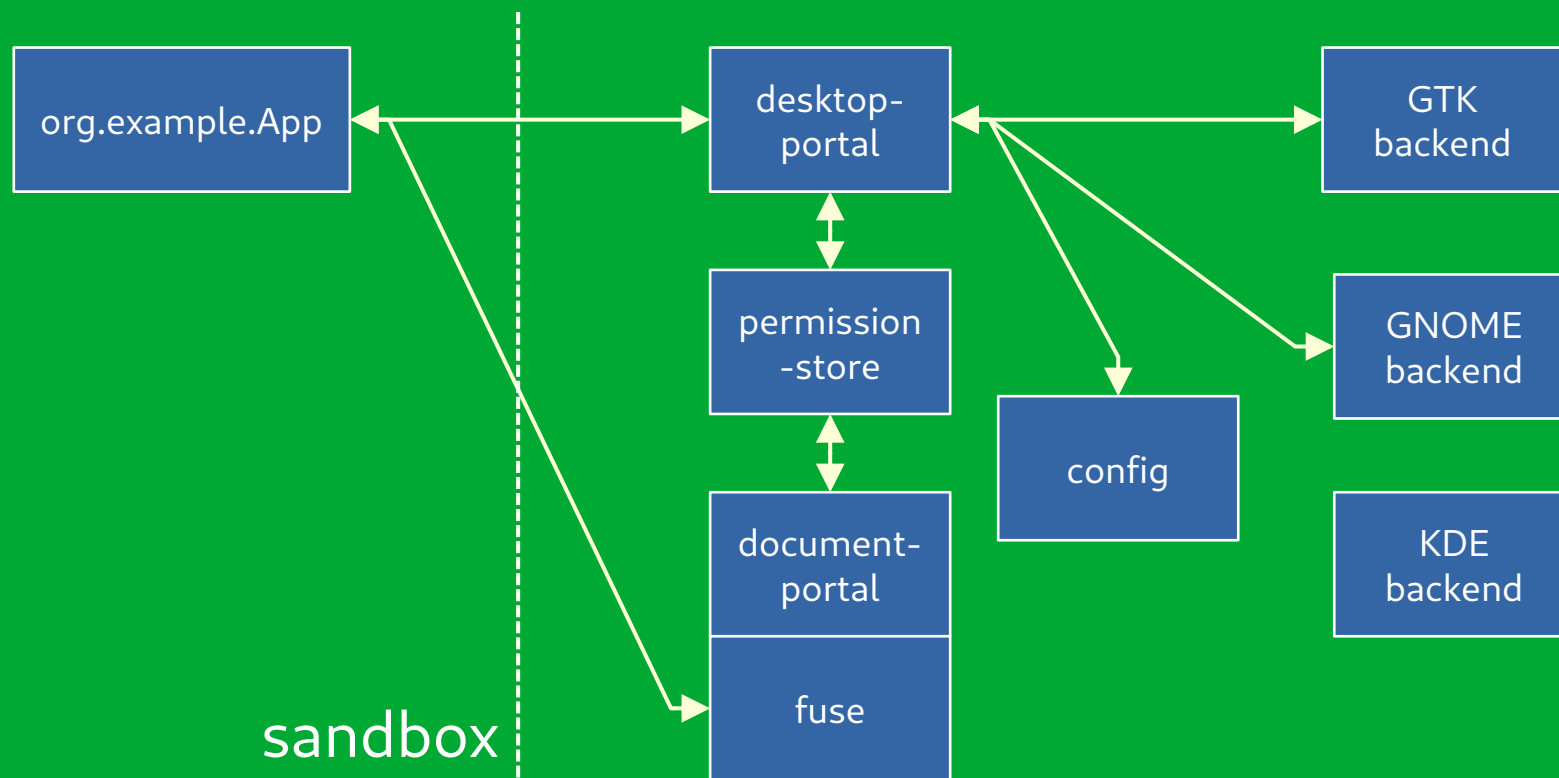 org.example.App
desktop-
portal
GTK
backend
permission
-store
GNOME
backend
config
document-
portal
KDE
backend
fuse
sandbox